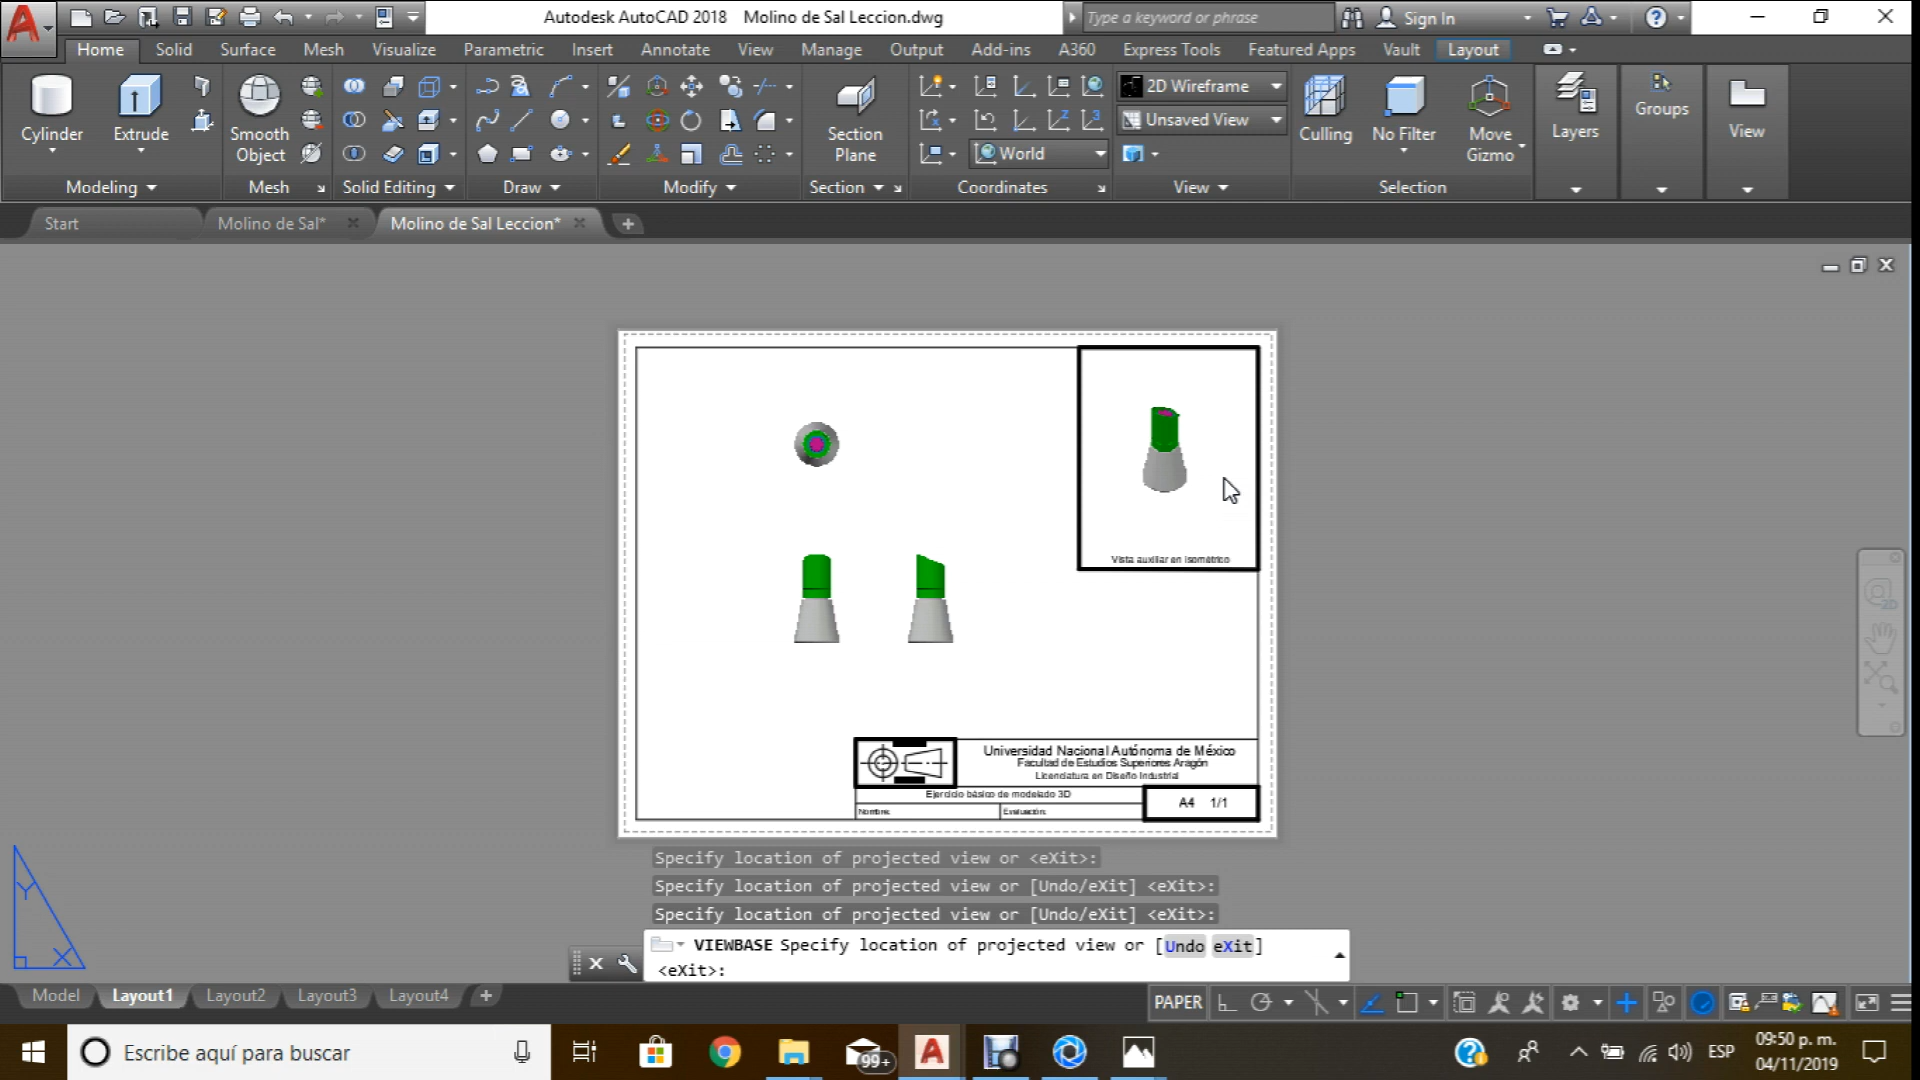 Autodesk AutoCAD 2018 Molino de Sal Leccion.dwg
Type a keyword or phrase
Sign In
Home Solid Surface Mesh Visualize Parametric Insert Annotate View Manage Output Add-ins A360 Express Tools Featured Apps Vault Layout
Cylinder
Extrude
Smooth Object
Section Plane
2D Wireframe
Unsaved View
World
Culling
No Filter
Move Gizmo
Layers
Groups
View
Modeling Mesh Solid Editing Draw Modify Section Coordinates View Selection
Start Molino de Sal* Molino de Sal Leccion*
2D
Vista auxiliar en Isométrico
Universidad Nacional Autónoma de México
Facultad de Estudios Superiores Aragón
Licenciatura en Diseño Industrial
Ejercicio básico de modelado 3D
Nombre:
Evaluación:
A4 1/1
Y
X
Specify location of projected view or <eXit>:
Specify location of projected view or [Undo/eXit] <eXit>:
Specify location of projected view or [Undo/eXit] <eXit>:
VIEWBASE Specify location of projected view or [Undo eXit]
<eXit>:
Model Layout1 Layout2 Layout3 Layout4
PAPER
Escribe aquí para buscar
99+
ESP
09:50 p. m.
04/11/2019